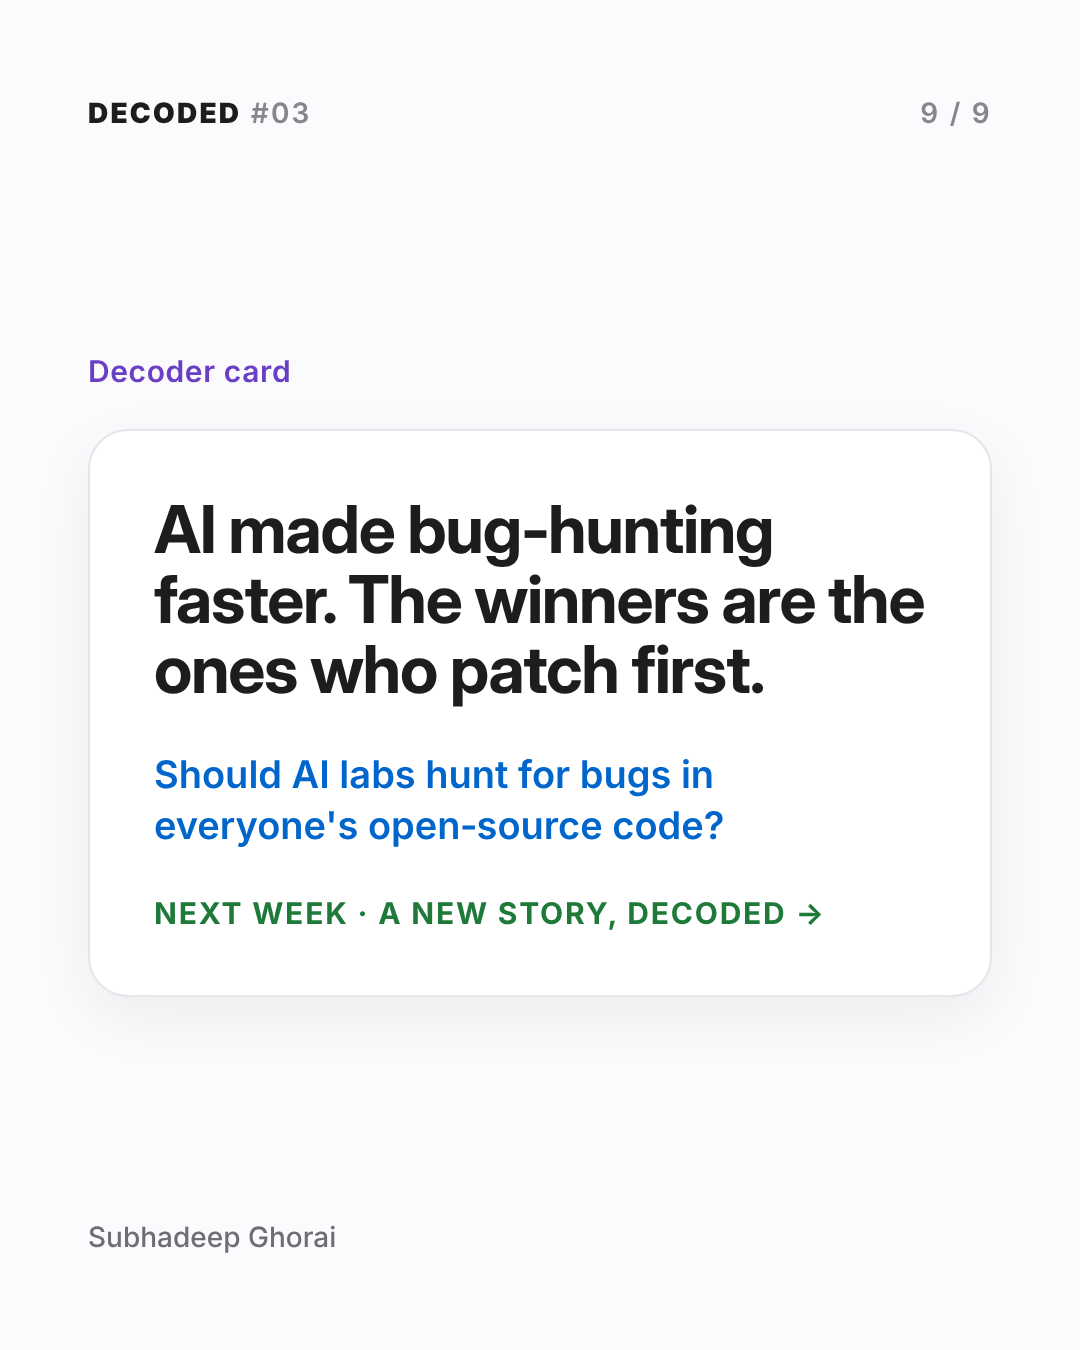 DECODED #03
9 / 9
Decoder card
AI made bug-hunting
faster. The winners are the
ones who patch first.
Should AI labs hunt for bugs in
everyone's open-source code?
NEXT WEEK · A NEW STORY, DECODED →
Subhadeep Ghorai